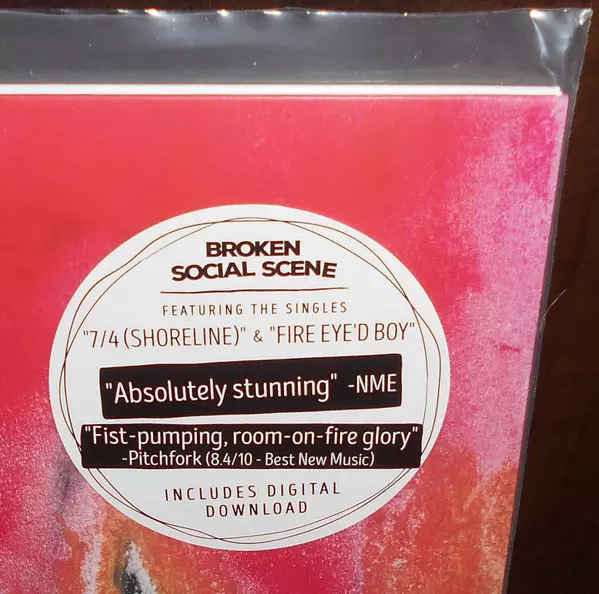 BROKEN
SOCIAL SCENE
FEATURING THE SINGLES
"7/4 (SHORELINE)" & "FIRE EYE'D BOY"
"Absolutely stunning" -NME
"Fist-pumping, room-on-fire glory"
-Pitchfork (8.4/10 - Best New Music)
INCLUDES DIGITAL
DOWNLOAD